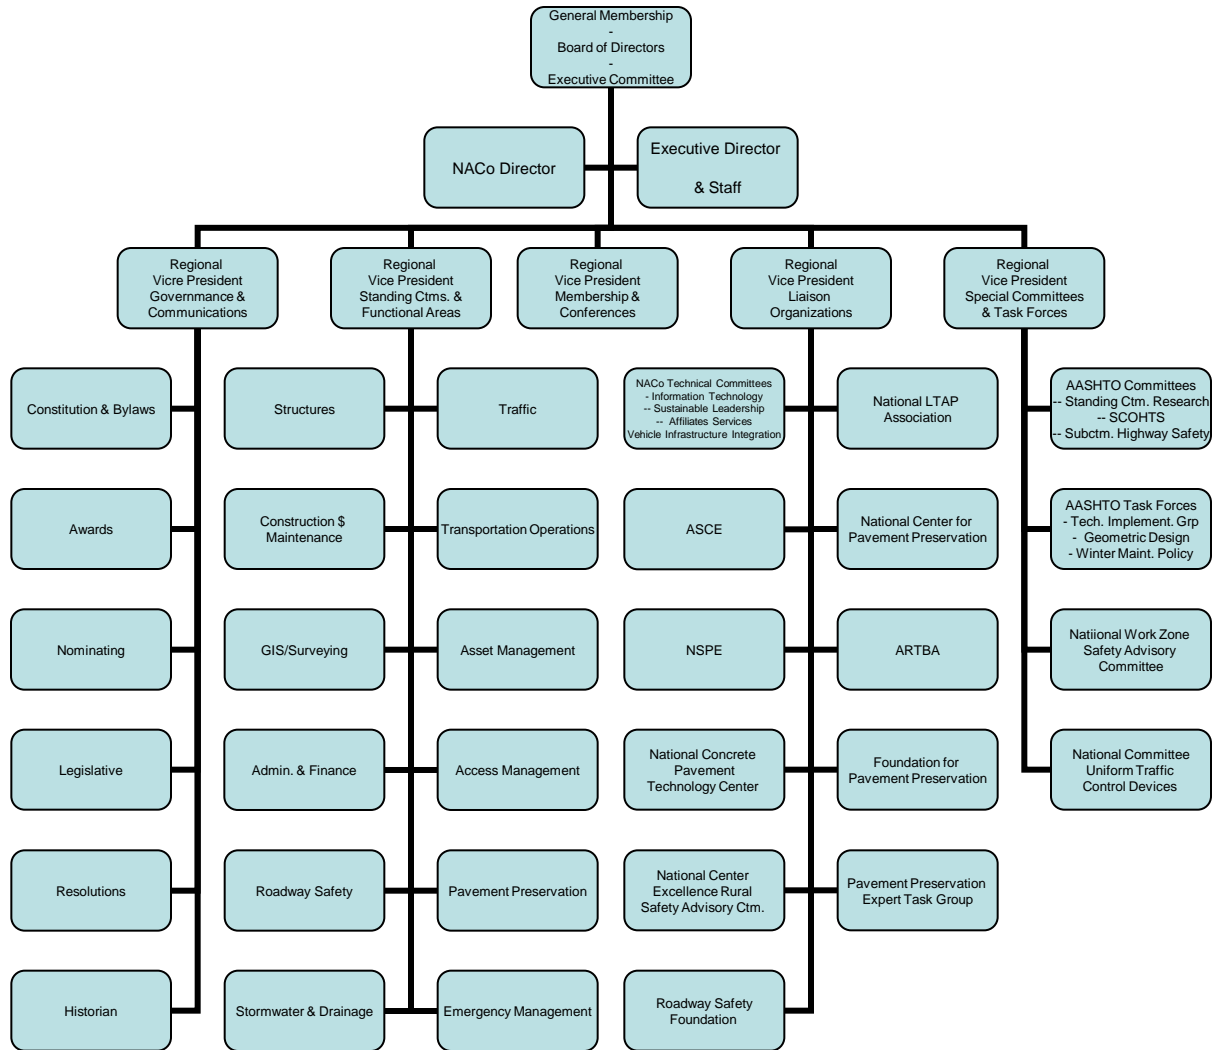 General Membership
-
Board of Directors
-
Executive Committee
NACo Director
Executive Director
& Staff
Regional
Vicre President
Governmance &
Communications
Regional
Vice President
Standing Ctms. &
Functional Areas
Regional
Vice President
Membership &
Conferences
Regional
Vice President
Liaison
Organizations
Regional
Vice President
Special Committees
& Task Forces
Constitution & Bylaws
Structures
Traffic
NACo Technical Committees
- Information Technology
-- Sustainable Leadership
-- Affiliates Services
Vehicle Infrastructure Integration
National LTAP
Association
AASHTO Committees
-- Standing Ctm. Research
-- SCOHTS
-- Subctm. Highway Safety
Awards
Construction $
Maintenance
Transportation Operations
ASCE
National Center for
Pavement Preservation
AASHTO Task Forces
- Tech. Implement. Grp
- Geometric Design
- Winter Maint. Policy
Nominating
GIS/Surveying
Asset Management
NSPE
ARTBA
Natiional Work Zone
Safety Advisory
Committee
Legislative
Admin. & Finance
Access Management
National Concrete
Pavement
Technology Center
Foundation for
Pavement Preservation
National Committee
Uniform Traffic
Control Devices
Resolutions
Roadway Safety
Pavement Preservation
National Center
Excellence Rural
Safety Advisory Ctm.
Pavement Preservation
Expert Task Group
Historian
Stormwater & Drainage
Emergency Management
Roadway Safety
Foundation